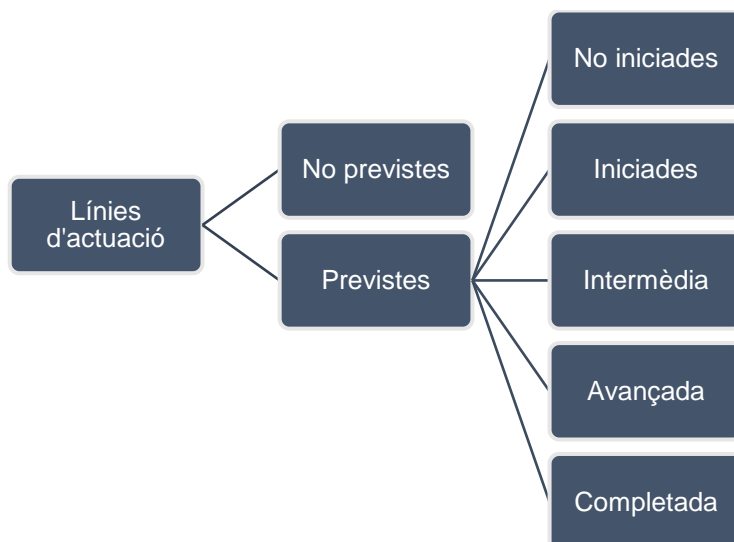 Línies
d'actuació
No previstes
Previstes
No iniciades
Iniciades
Intermèdia
Avançada
Completada